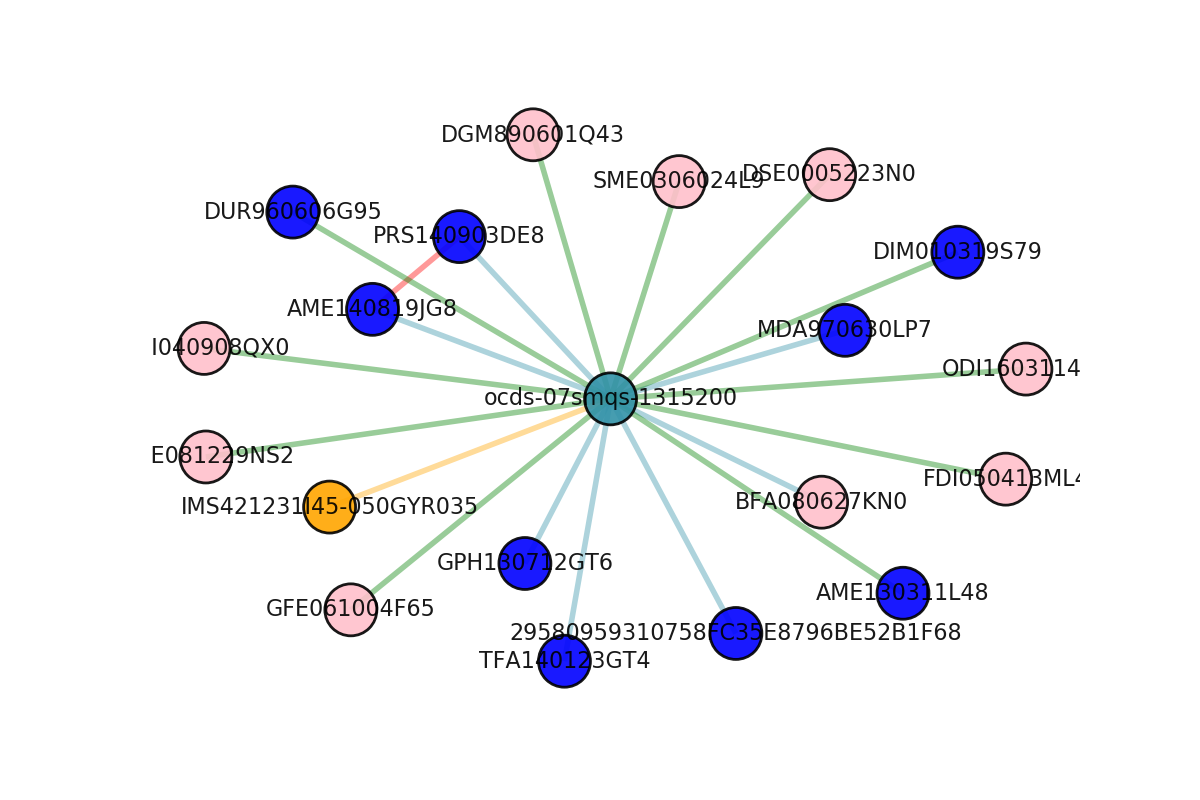 DGM890601Q43
SME0306024L9
DSE0005223N0
DUR960606G95
PRS140903DE8
DIM010319S79
AME140819JG8
MDA970630LP7
I040908QX0
ODI1603114
ocds-07smqs-1315200
E081229NS2
FDI050413ML4
IMS421231I45-050GYR035
BFA080627KN0
GPH130712GT6
AME130311L48
GFE061004F65
29580959310758FC35E8796BE52B1F68
TFA140123GT4